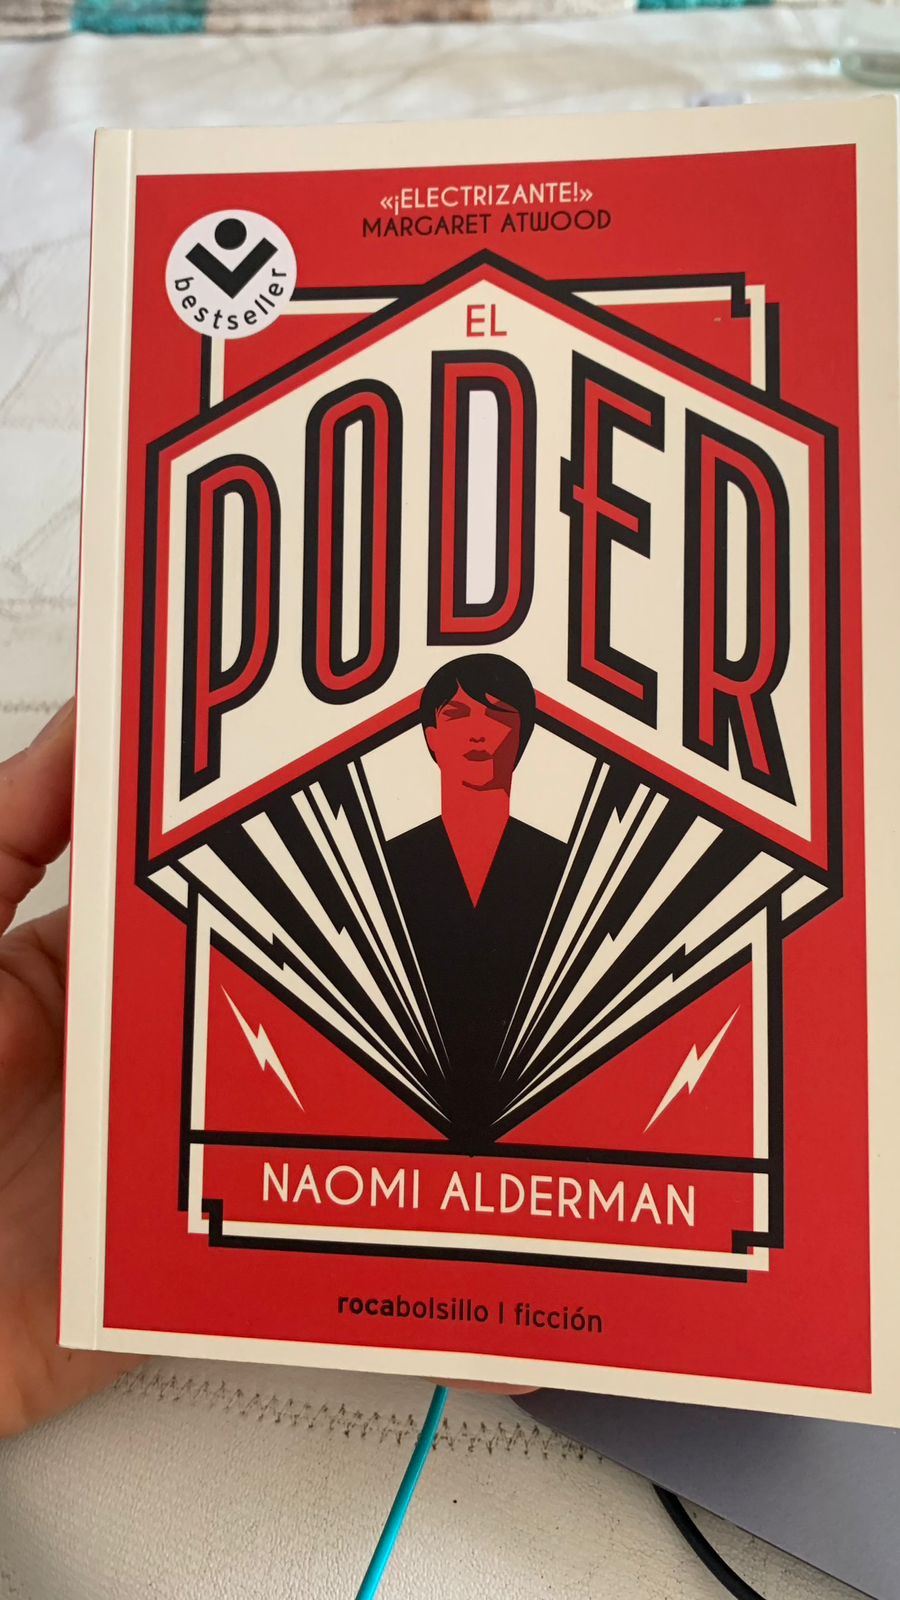 «¡ELECTRIZANTE!»
MARGARET ATWOOD
bestseller
EL
PODER
NAOMI ALDERMAN
rocabolsillo | ficción